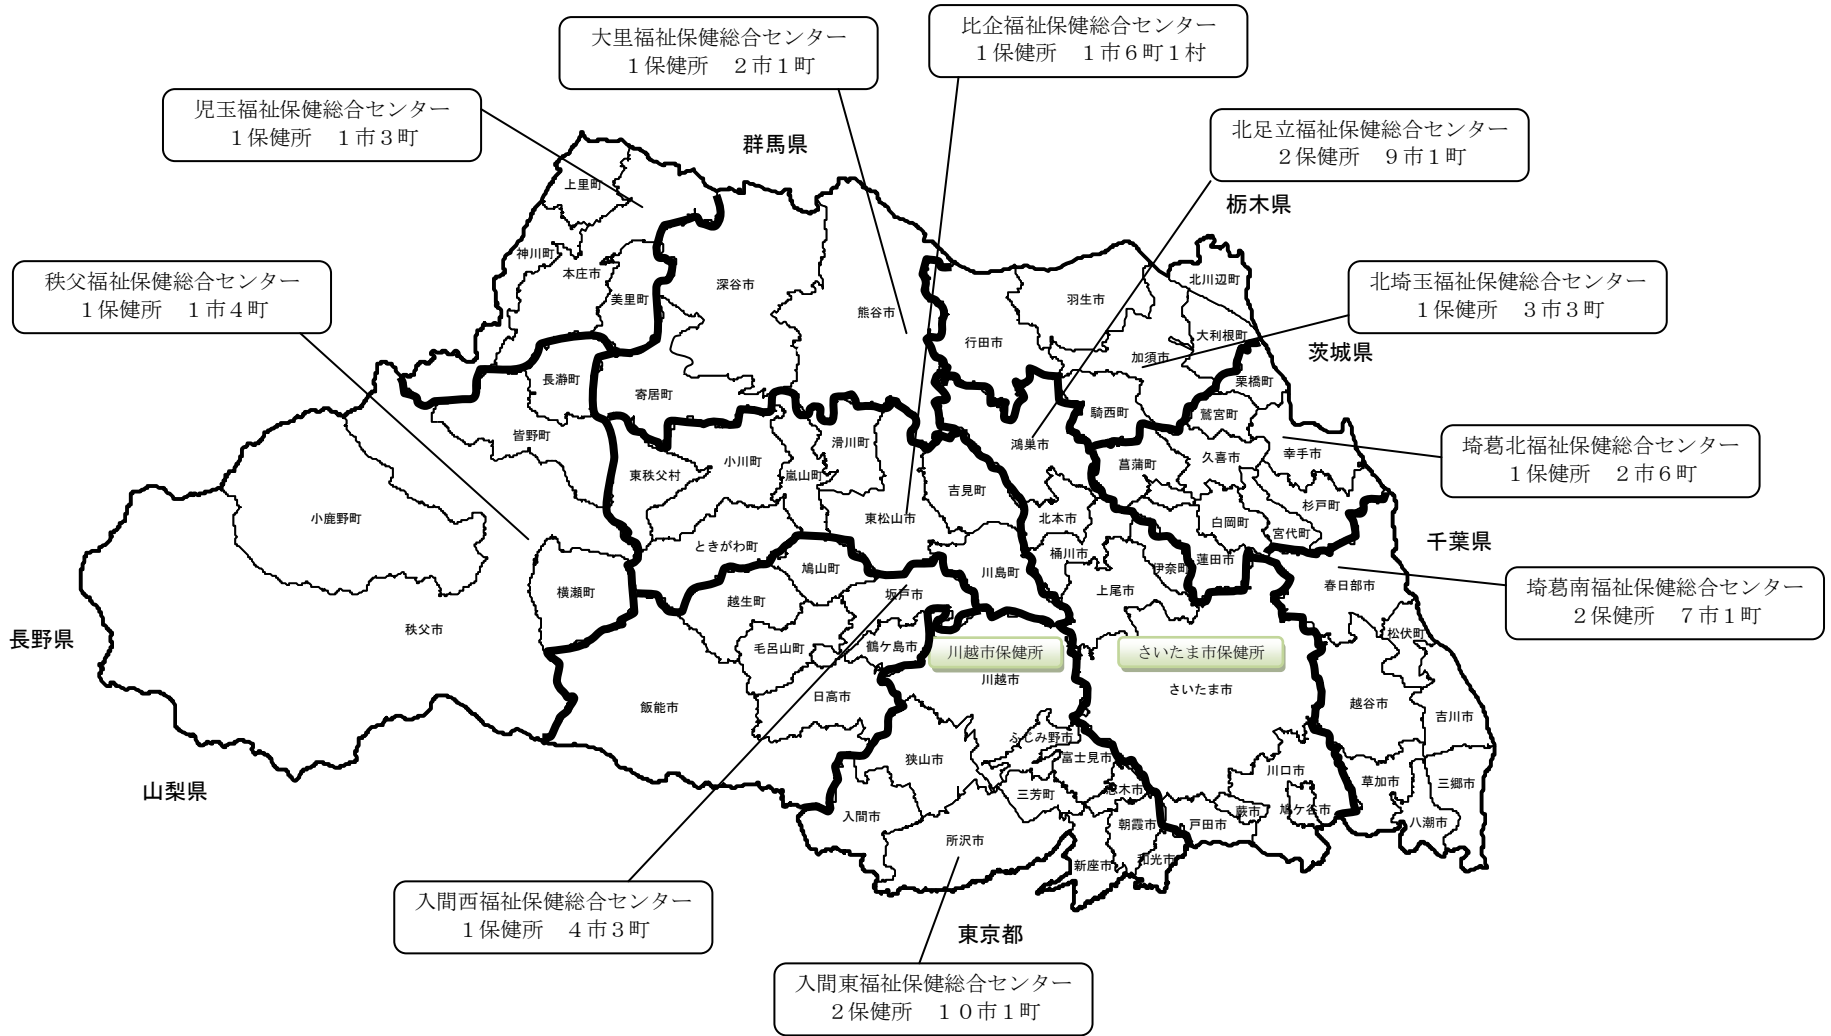 大里福祉保健総合センター
１保健所　２市１町
比企福祉保健総合センター
１保健所　１市６町１村
児玉福祉保健総合センター
１保健所　１市３町
北足立福祉保健総合センター
２保健所　９市１町
秩父福祉保健総合センター
１保健所　１市４町
北埼玉福祉保健総合センター
１保健所　３市３町
埼葛北福祉保健総合センター
１保健所　２市６町
埼葛南福祉保健総合センター
２保健所　７市１町
入間西福祉保健総合センター
１保健所　４市３町
入間東福祉保健総合センター
２保健所　１０市１町
群馬県
栃木県
茨城県
千葉県
長野県
山梨県
東京都
上里町
神川町
本庄市
美里町
深谷市
熊谷市
行田市
羽生市
北川辺町
大利根町
加須市
栗橋町
騎西町
鷲宮町
長瀞町
寄居町
皆野町
東秩父村
小川町
嵐山町
滑川町
吉見町
東松山市
鴻巣市
菖蒲町
久喜市
幸手市
小鹿野町
ときがわ町
北本市
白岡町
宮代町
杉戸町
横瀬町
秩父市
越生町
鳩山町
坂戸市
川島町
桶川市
上尾市
伊奈町
蓮田市
春日部市
松伏町
毛呂山町
鶴ケ島市
川越市保健所
川越市
さいたま市保健所
さいたま市
飯能市
日高市
越谷市
吉川市
狭山市
ふじみ野市
富士見市
三芳町
志木市
川口市
草加市
三郷市
入間市
所沢市
朝霞市
新座市
和光市
戸田市
蕨市
鳩ケ谷市
八潮市